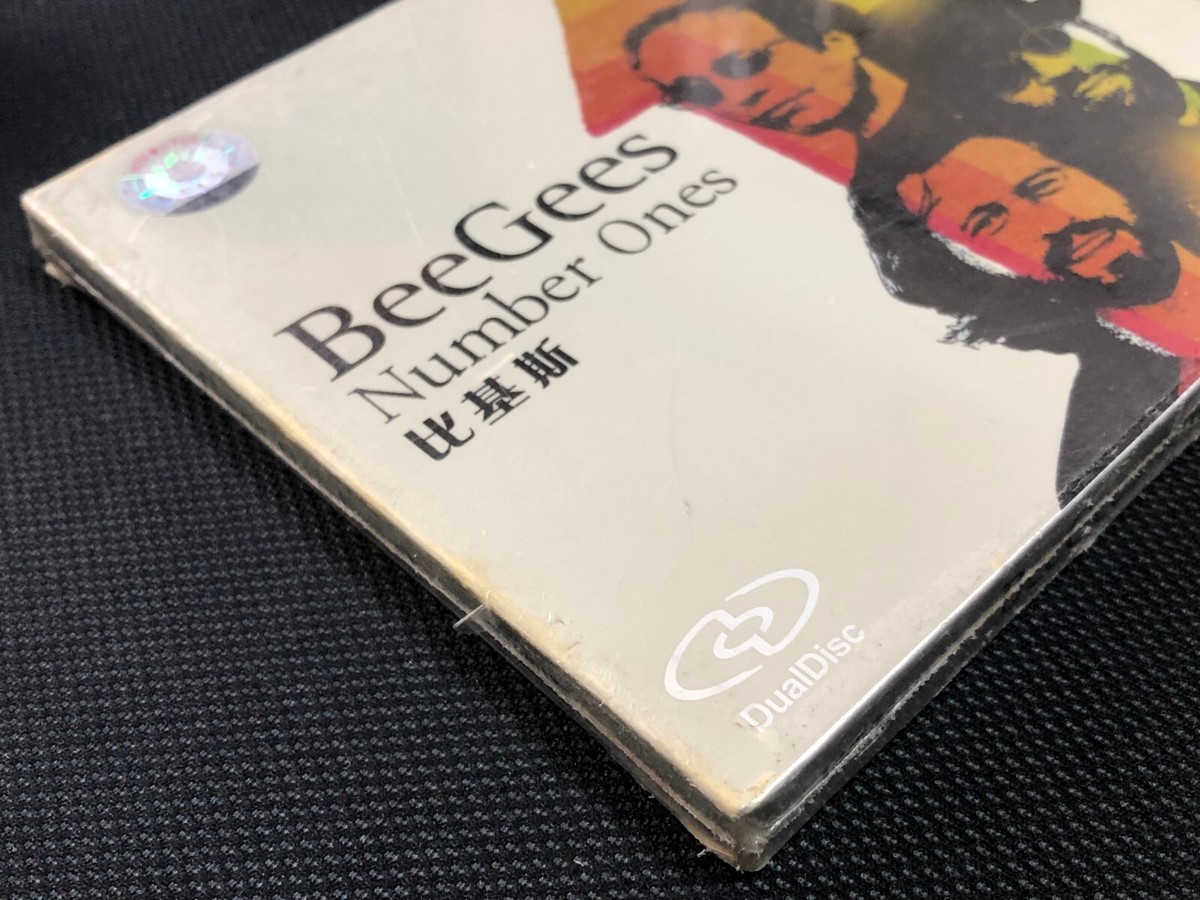 BeeGees
Number Ones
比基斯
DualDisc